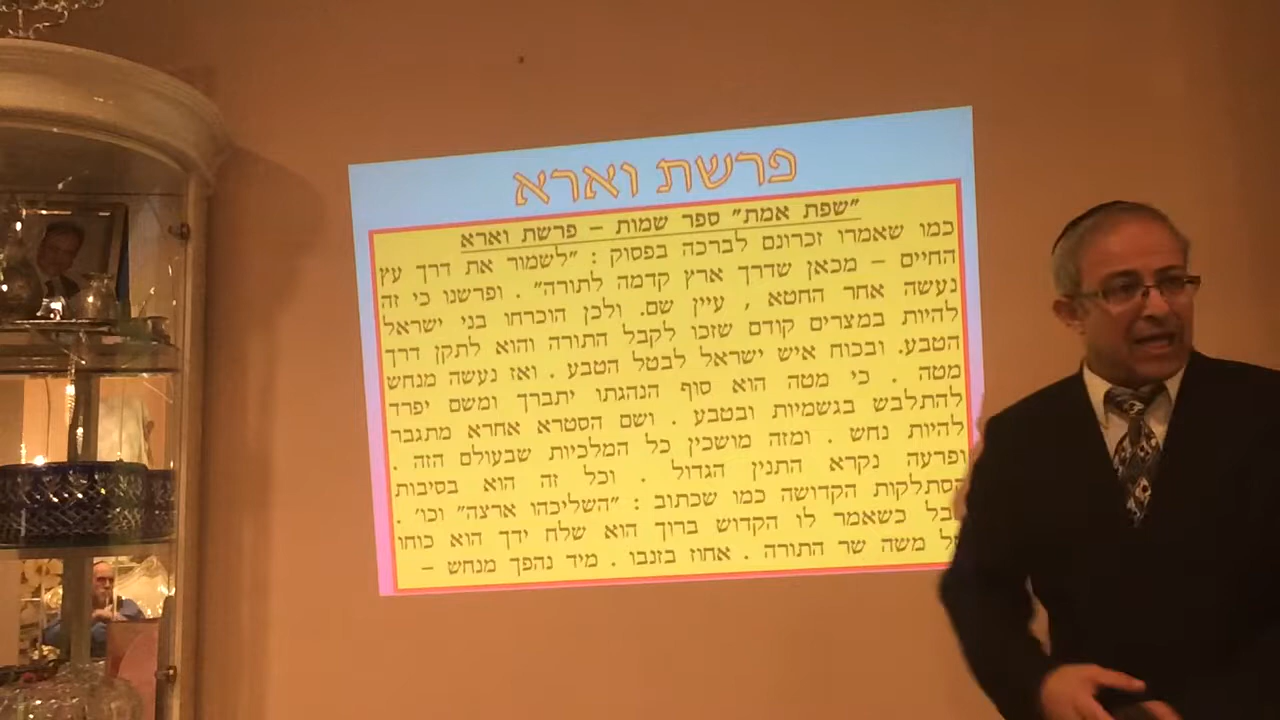 פרשת וארא
"שפת אמת" ספר שמות – פרשת וארא
כמו שאמרו זכרונם לברכה בפסוק : "לשמור את דרך עץ
החיים – מכאן שדרך ארץ קדמה לתורה" . ופרשנו כי זה
נעשה אחר החטא , עיין שם. ולכן הוכרחו בני ישראל
להיות במצרים קודם שזכו לקבל התורה והוא לתקן דרך
הטבע. ובכוח איש ישראל לבטל הטבע . ואז נעשה מנחש
מטה . כי מטה הוא סוף הנהגתו יתברך ומשם יפרד
להתלבש בגשמיות ובטבע . ושם הסטרא אחרא מתגבר
להיות נחש . ומזה מושכין כל המלכיות שבעולם הזה .
ופרעה נקרא התנין הגדול . וכל זה הוא בסיבות
הסתלקות הקדושה כמו שכתוב : "השליכהו ארצה" וכו' .
כשאמר לו הקדוש ברוך הוא שלח ידך הוא כוחו
משה שר התורה . אחוז בזנבו . מיד נהפך מנחש –